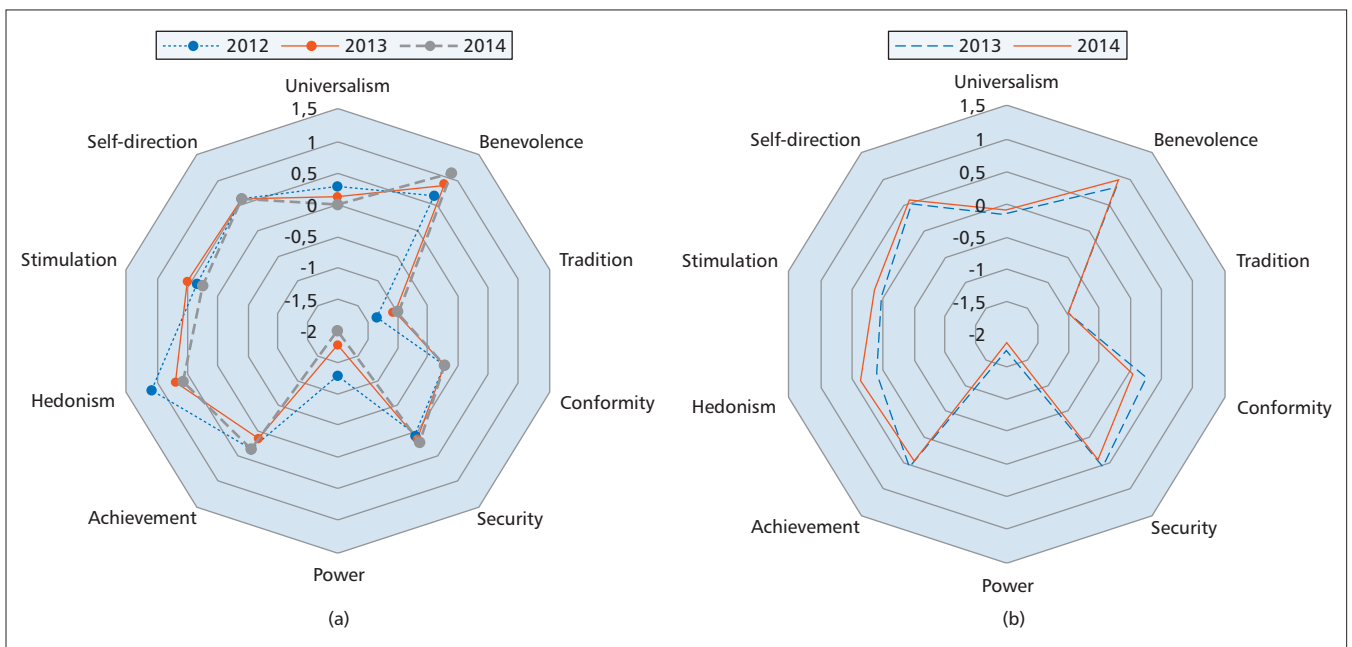 2012 2013 2014
Universalism
1,5
1
0,5
0
-0,5
-1
-1,5
-2
Benevolence
Tradition
Conformity
Security
Power
Achievement
Hedonism
Stimulation
Self-direction
(a)
2013 2014
Universalism
1,5
1
0,5
0
-0,5
-1
-1,5
-2
Benevolence
Tradition
Conformity
Security
Power
Achievement
Hedonism
Stimulation
Self-direction
(b)